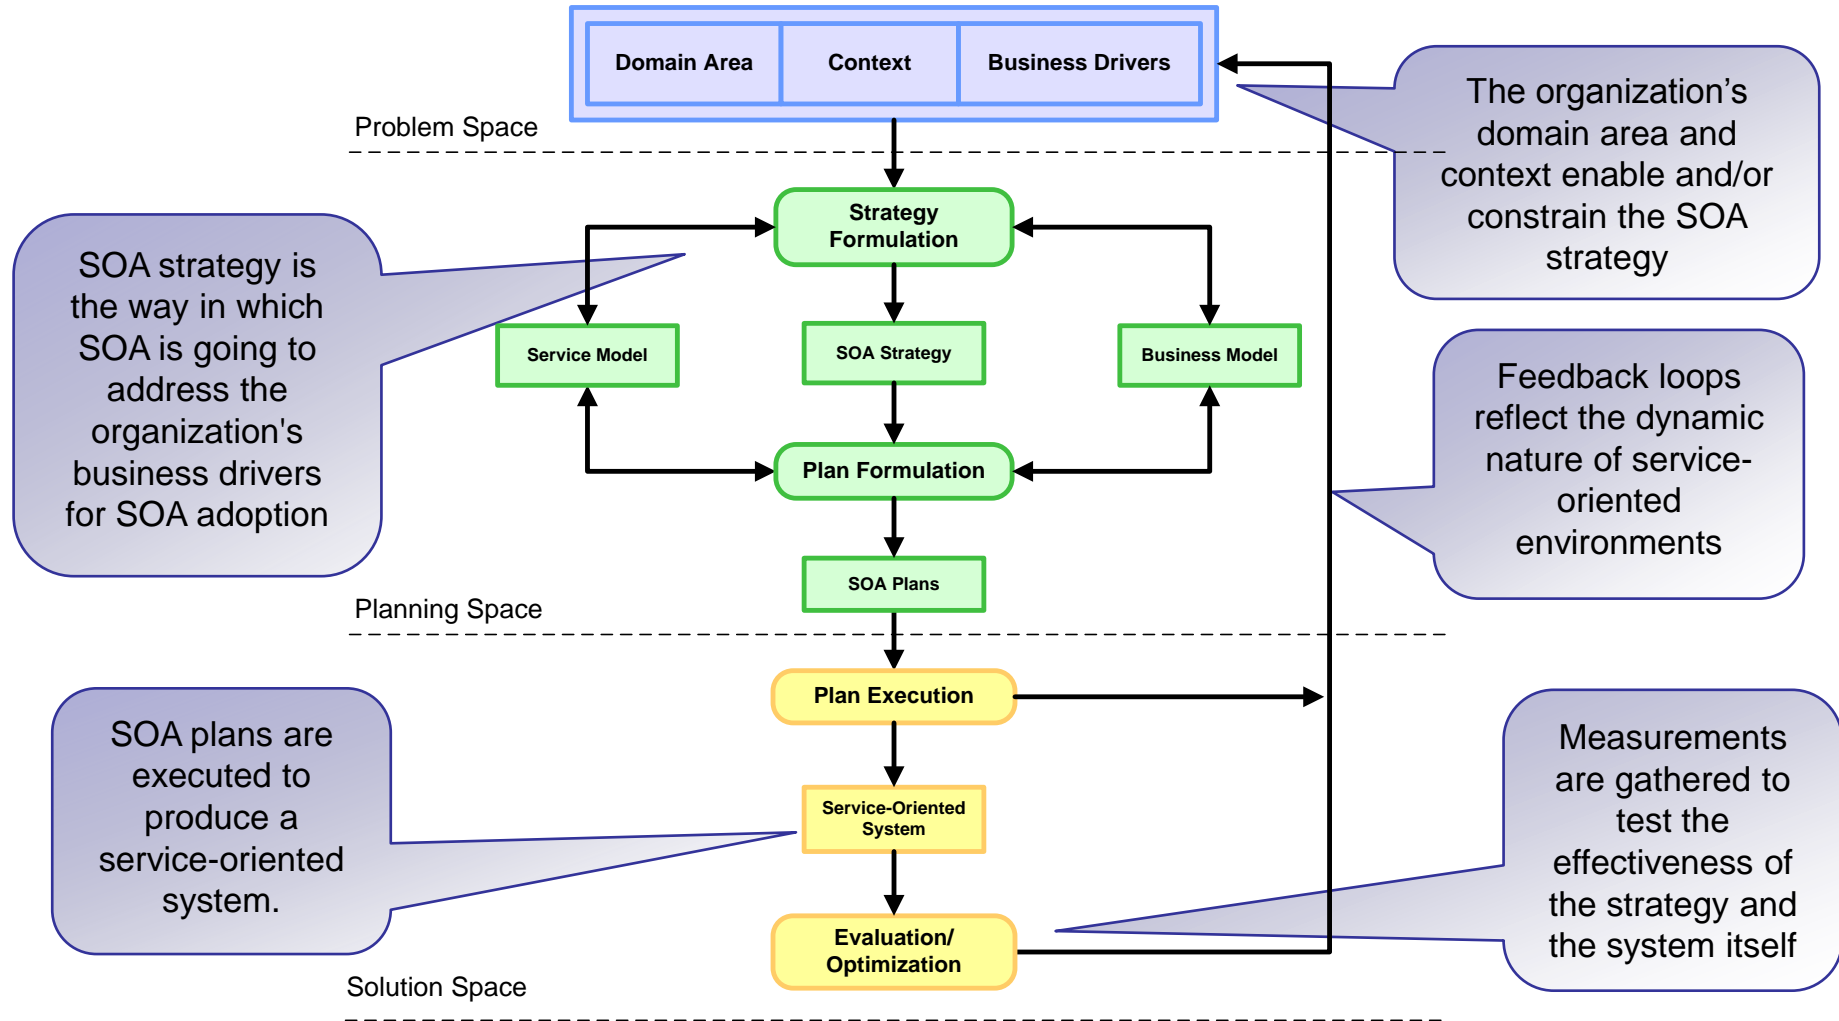 Domain Area
Context
Business Drivers
Problem Space
The organization’s
domain area and
context enable and/or
constrain the SOA
strategy
Strategy
Formulation
SOA strategy is
the way in which
SOA is going to
address the
organization's
business drivers
for SOA adoption
Service Model
SOA Strategy
Business Model
Feedback loops
reflect the dynamic
nature of service-
oriented
environments
Plan Formulation
SOA Plans
Planning Space
Plan Execution
SOA plans are
executed to
produce a
service-oriented
system.
Service-Oriented
System
Measurements
are gathered to
test the
effectiveness of
the strategy and
the system itself
Evaluation/
Optimization
Solution Space